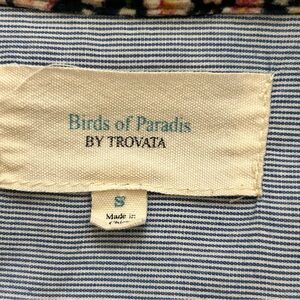 Birds of Paradis
BY TROVATA
S
Made in